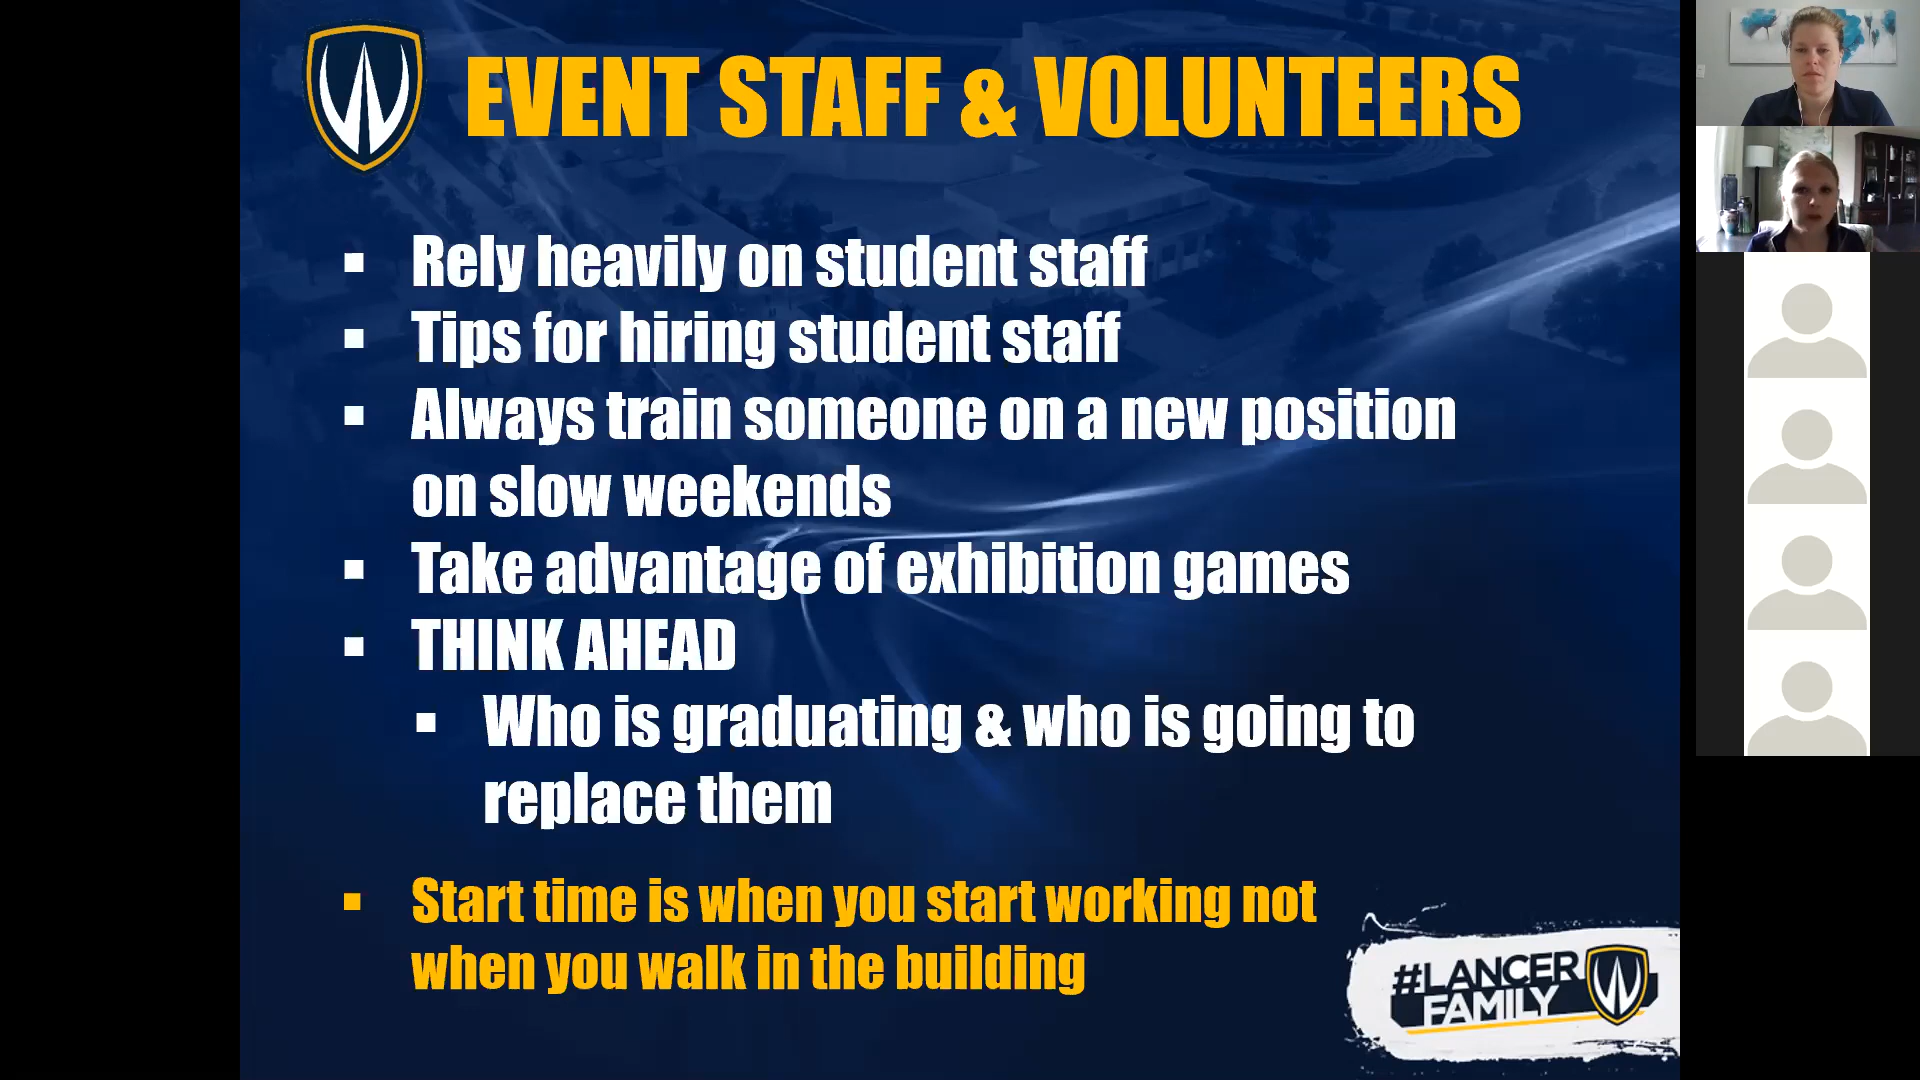 EVENT STAFF & VOLUNTEERS
▪ Rely heavily on student staff
▪ Tips for hiring student staff
▪ Always train someone on a new position
on slow weekends
▪ Take advantage of exhibition games
▪ THINK AHEAD
▪ Who is graduating & who is going to
replace them
▪ Start time is when you start working not
when you walk in the building
#LANCER
FAMILY